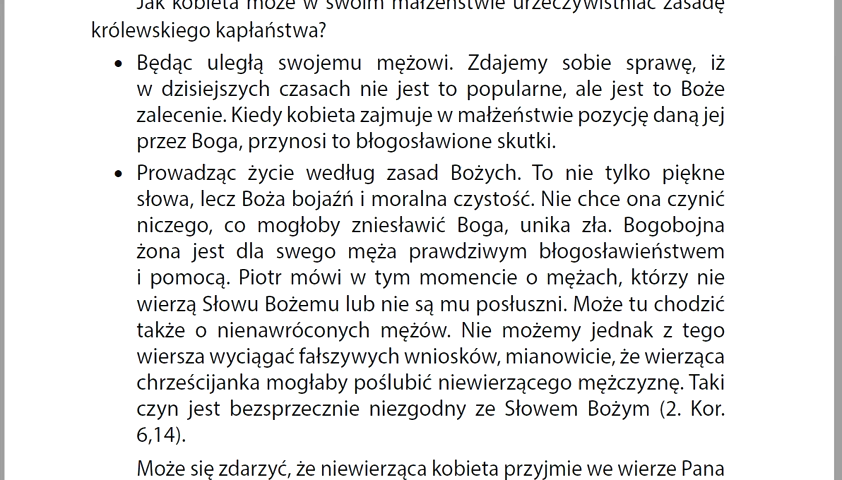 Jak kobieta może w swoim małżeństwie urzeczywistniać zasadę
królewskiego kapłaństwa?
• Będąc uległą swojemu mężowi. Zdajemy sobie sprawę, iż
w dzisiejszych czasach nie jest to popularne, ale jest to Boże
zalecenie. Kiedy kobieta zajmuje w małżeństwie pozycję daną jej
przez Boga, przynosi to błogosławione skutki.
• Prowadząc życie według zasad Bożych. To nie tylko piękne
słowa, lecz Boża bojaźń i moralna czystość. Nie chce ona czynić
niczego, co mogłoby zniesławić Boga, unika zła. Bogobojna
żona jest dla swego męża prawdziwym błogosławieństwem
i pomocą. Piotr mówi w tym momencie o mężach, którzy nie
wierzą Słowu Bożemu lub nie są mu posłuszni. Może tu chodzić
także o nienawróconych mężów. Nie możemy jednak z tego
wiersza wyciągać fałszywych wniosków, mianowicie, że wierząca
chrześcijanka mogłaby poślubić niewierzącego mężczyznę. Taki
czyn jest bezsprzecznie niezgodny ze Słowem Bożym (2. Kor.
6,14).
Może się zdarzyć, że niewierząca kobieta przyjmie we wierze Pana